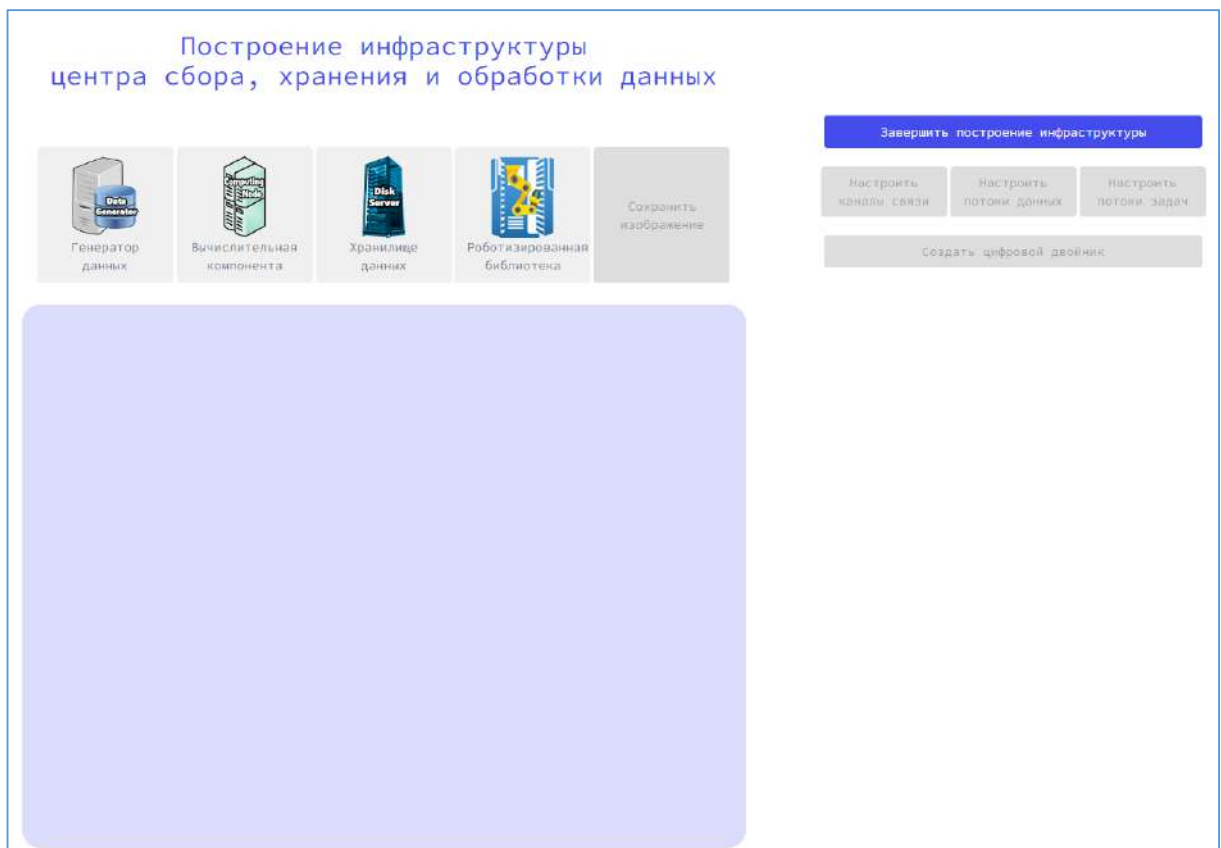 Построение инфраструктуры
центра сбора, хранения и обработки данных
Завершить построение инфраструктуры
Data
Generator
Генератор
данных
Computing
Node
Вычислительная
компонента
Disk
Server
Хранилище
данных
Роботизированная
библиотека
Сохранить
изображение
Настроить
каналы связи
Настроить
потоки данных
Настроить
потоки задач
Создать цифровой двойник